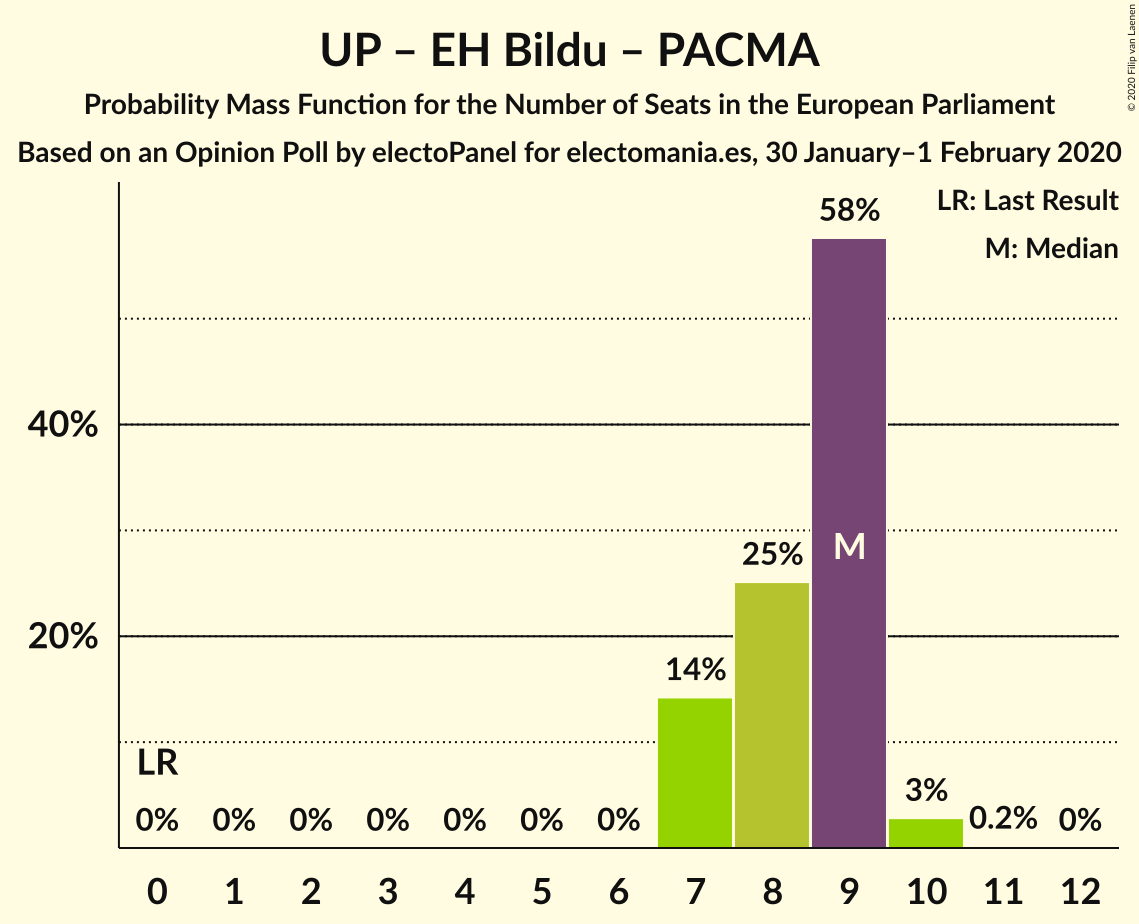 UP – EH Bildu – PACMA
Probability Mass Function for the Number of Seats in the European Parliament
Based on an Opinion Poll by electoPanel for electomania.es, 30 January–1 February 2020
© 2020 Filip van Laenen
LR: Last Result
M: Median
58%
40%
25%
M
20%
14%
LR
3%
0% 0% 0% 0% 0% 0% 0% 0.2% 0%
0 1 2 3 4 5 6 7 8 9 10 11 12